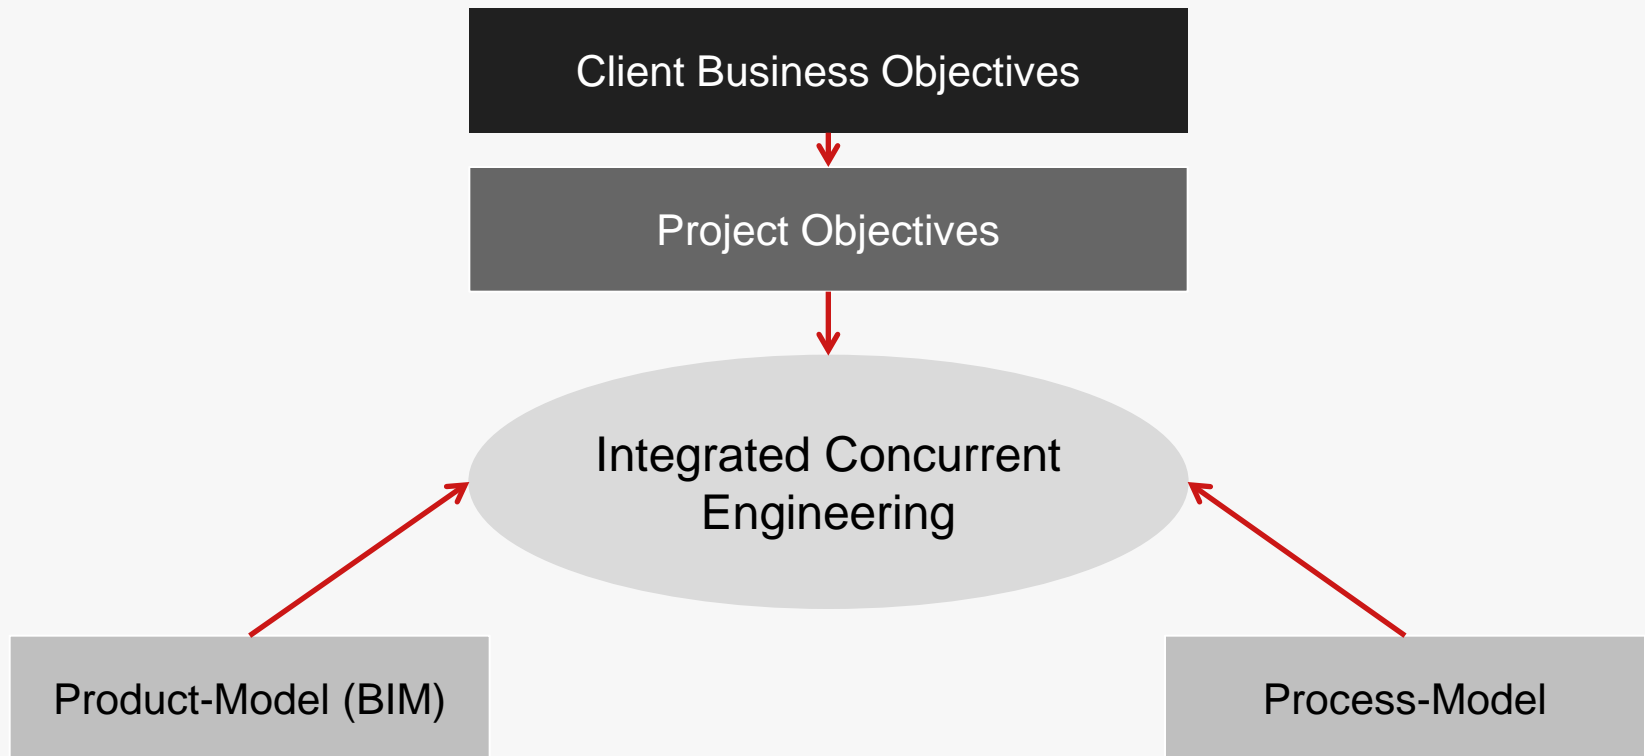 Client Business Objectives
Project Objectives
Integrated Concurrent
Engineering
Product-Model (BIM)
Process-Model